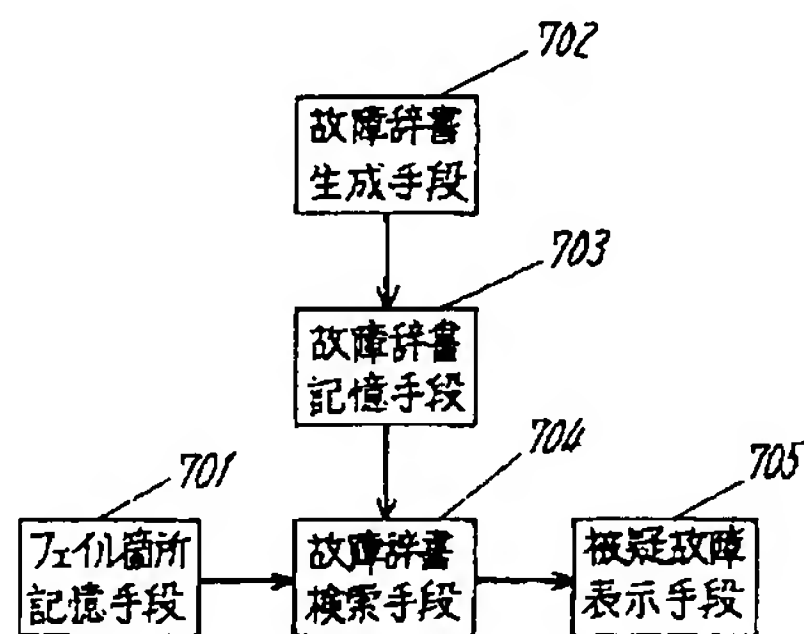 702
故障辞書
生成手段
703
故障辞書
記憶手段
704
701
705
フェイル箇所
記憶手段
故障辞書
検索手段
被疑故障
表示手段